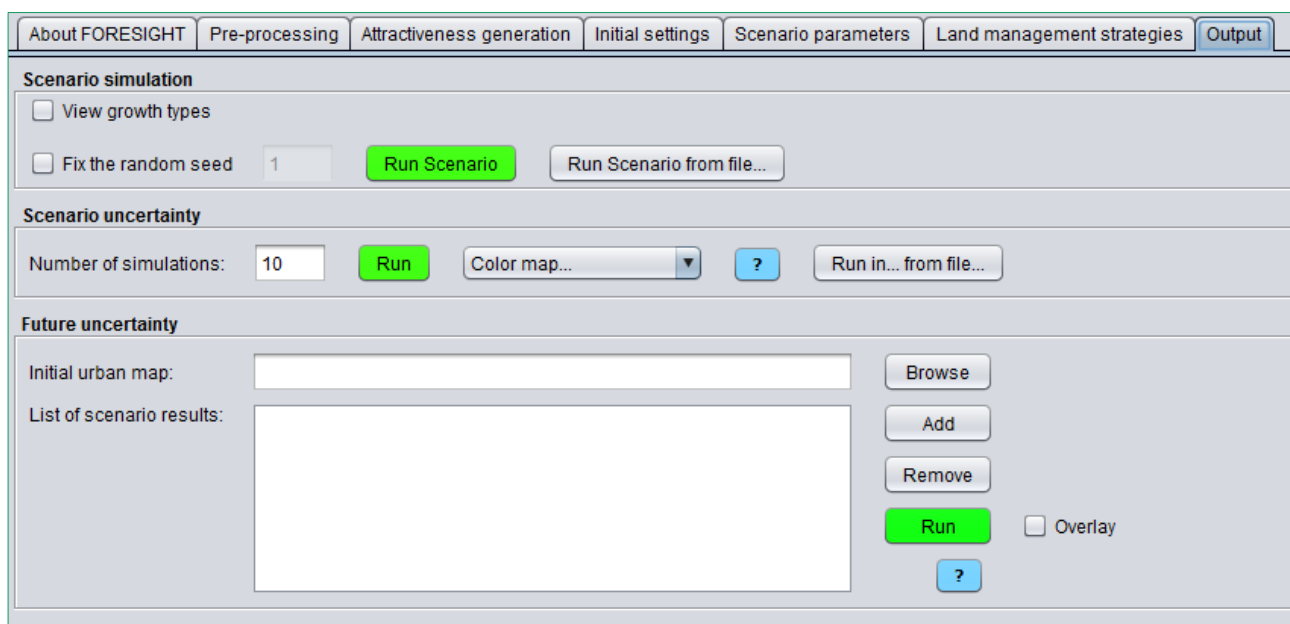 About FORESIGHT Pre-processing Attractiveness generation Initial settings Scenario parameters Land management strategies Output
Scenario simulation
View growth types
Fix the random seed 1 Run Scenario Run Scenario from file...
Scenario uncertainty
Number of simulations: 10 Run Color map... ? Run in... from file...
Future uncertainty
Initial urban map: Browse
List of scenario results: Add
Remove
Run Overlay
?